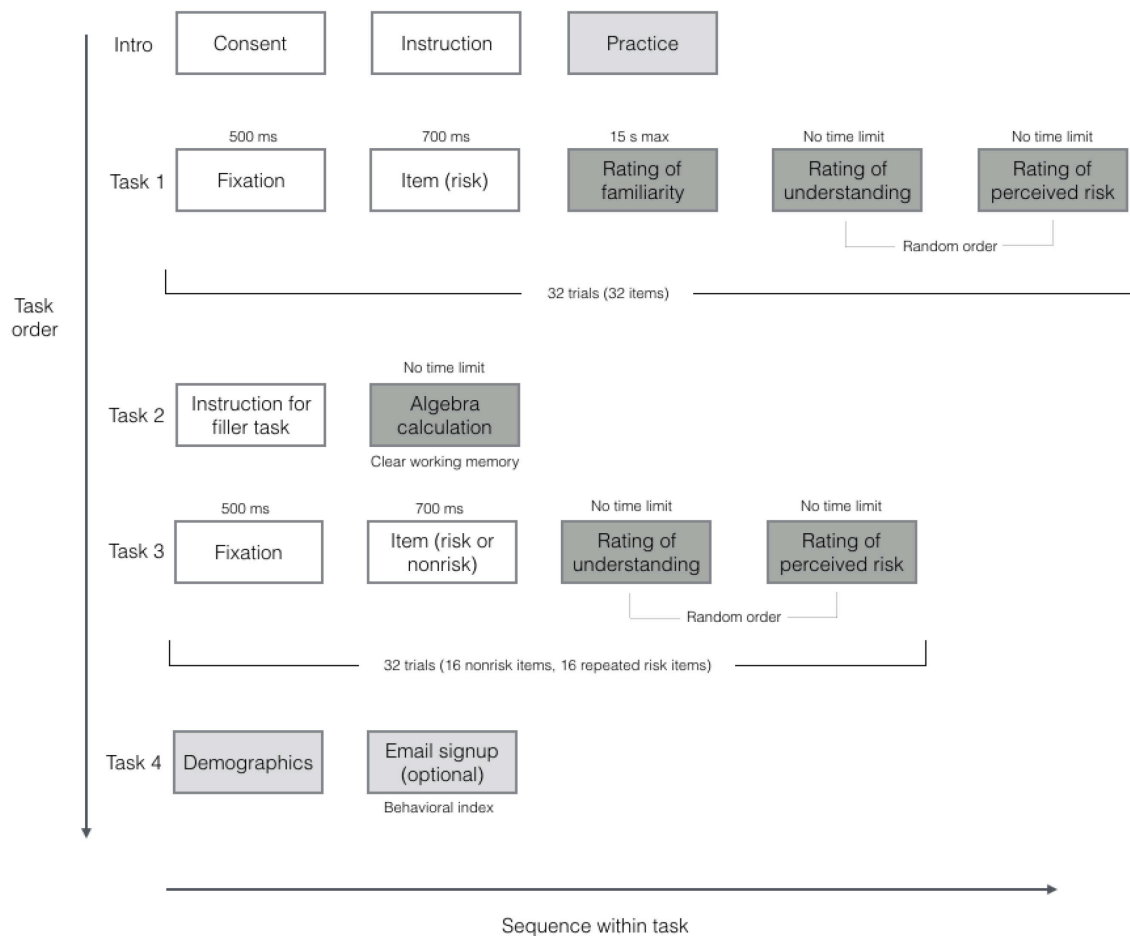 Intro
Consent
Instruction
Practice
500 ms
700 ms
15 s max
No time limit
No time limit
Task 1
Fixation
Item (risk)
Rating of
familiarity
Rating of
understanding
Rating of
perceived risk
Random order
32 trials (32 items)
Task
order
No time limit
Task 2
Instruction for
filler task
Algebra
calculation
Clear working memory
500 ms
700 ms
No time limit
No time limit
Task 3
Fixation
Item (risk or
nonrisk)
Rating of
understanding
Rating of
perceived risk
Random order
32 trials (16 nonrisk items, 16 repeated risk items)
Task 4
Demographics
Email signup
(optional)
Behavioral index
Sequence within task